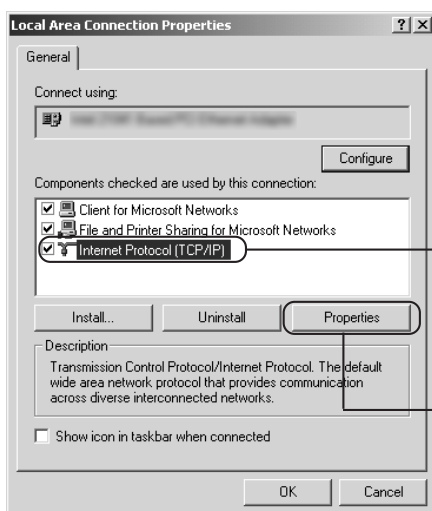 Local Area Connection Properties
General
Connect using:
Configure
Components checked are used by this connection:
Client for Microsoft Networks
File and Printer Sharing for Microsoft Networks
Internet Protocol (TCP/IP)
Install...
Uninstall
Properties
Description
Transmission Control Protocol/Internet Protocol. The default
wide area network protocol that provides communication
across diverse interconnected networks.
Show icon in taskbar when connected
OK
Cancel